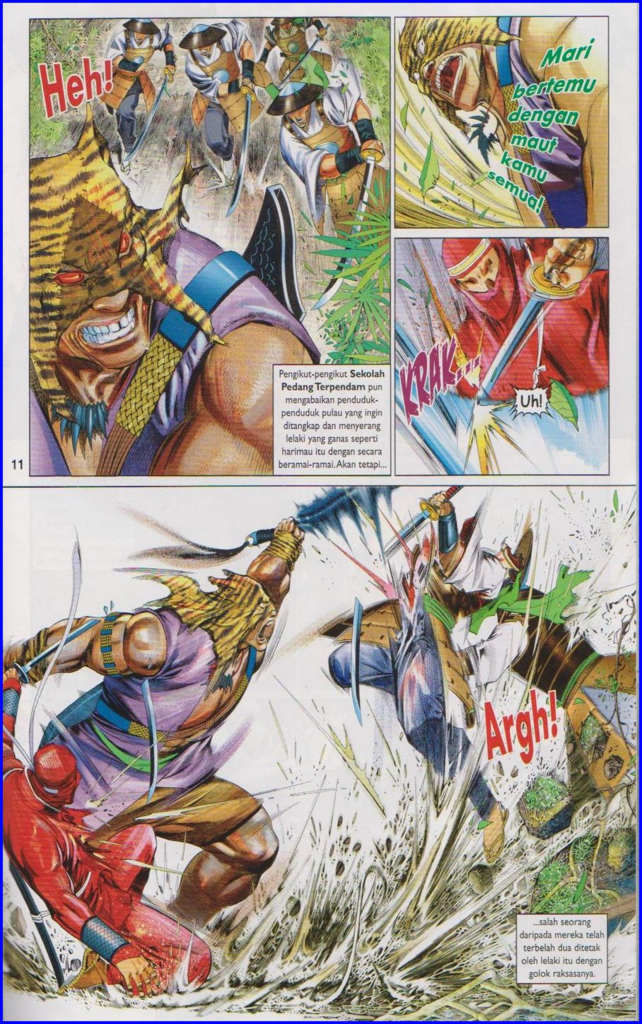 Heh!
Pengikut-pengikut Sekolah
Pedang Terpendam pun
mengabaikan penduduk-
penduduk pulau yang ingin
ditangkap dan menyerang
lelaki yang ganas seperti
harimau itu dengan secara
beramai-ramai. Akan tetapi...
Mari
bertemu
dengan
maut
kamu
semua!
KRAK...
Uh!
11
Argh!
...salah seorang
daripada mereka telah
terbelah dua ditetak
oleh lelaki itu dengan
golok raksasanya.